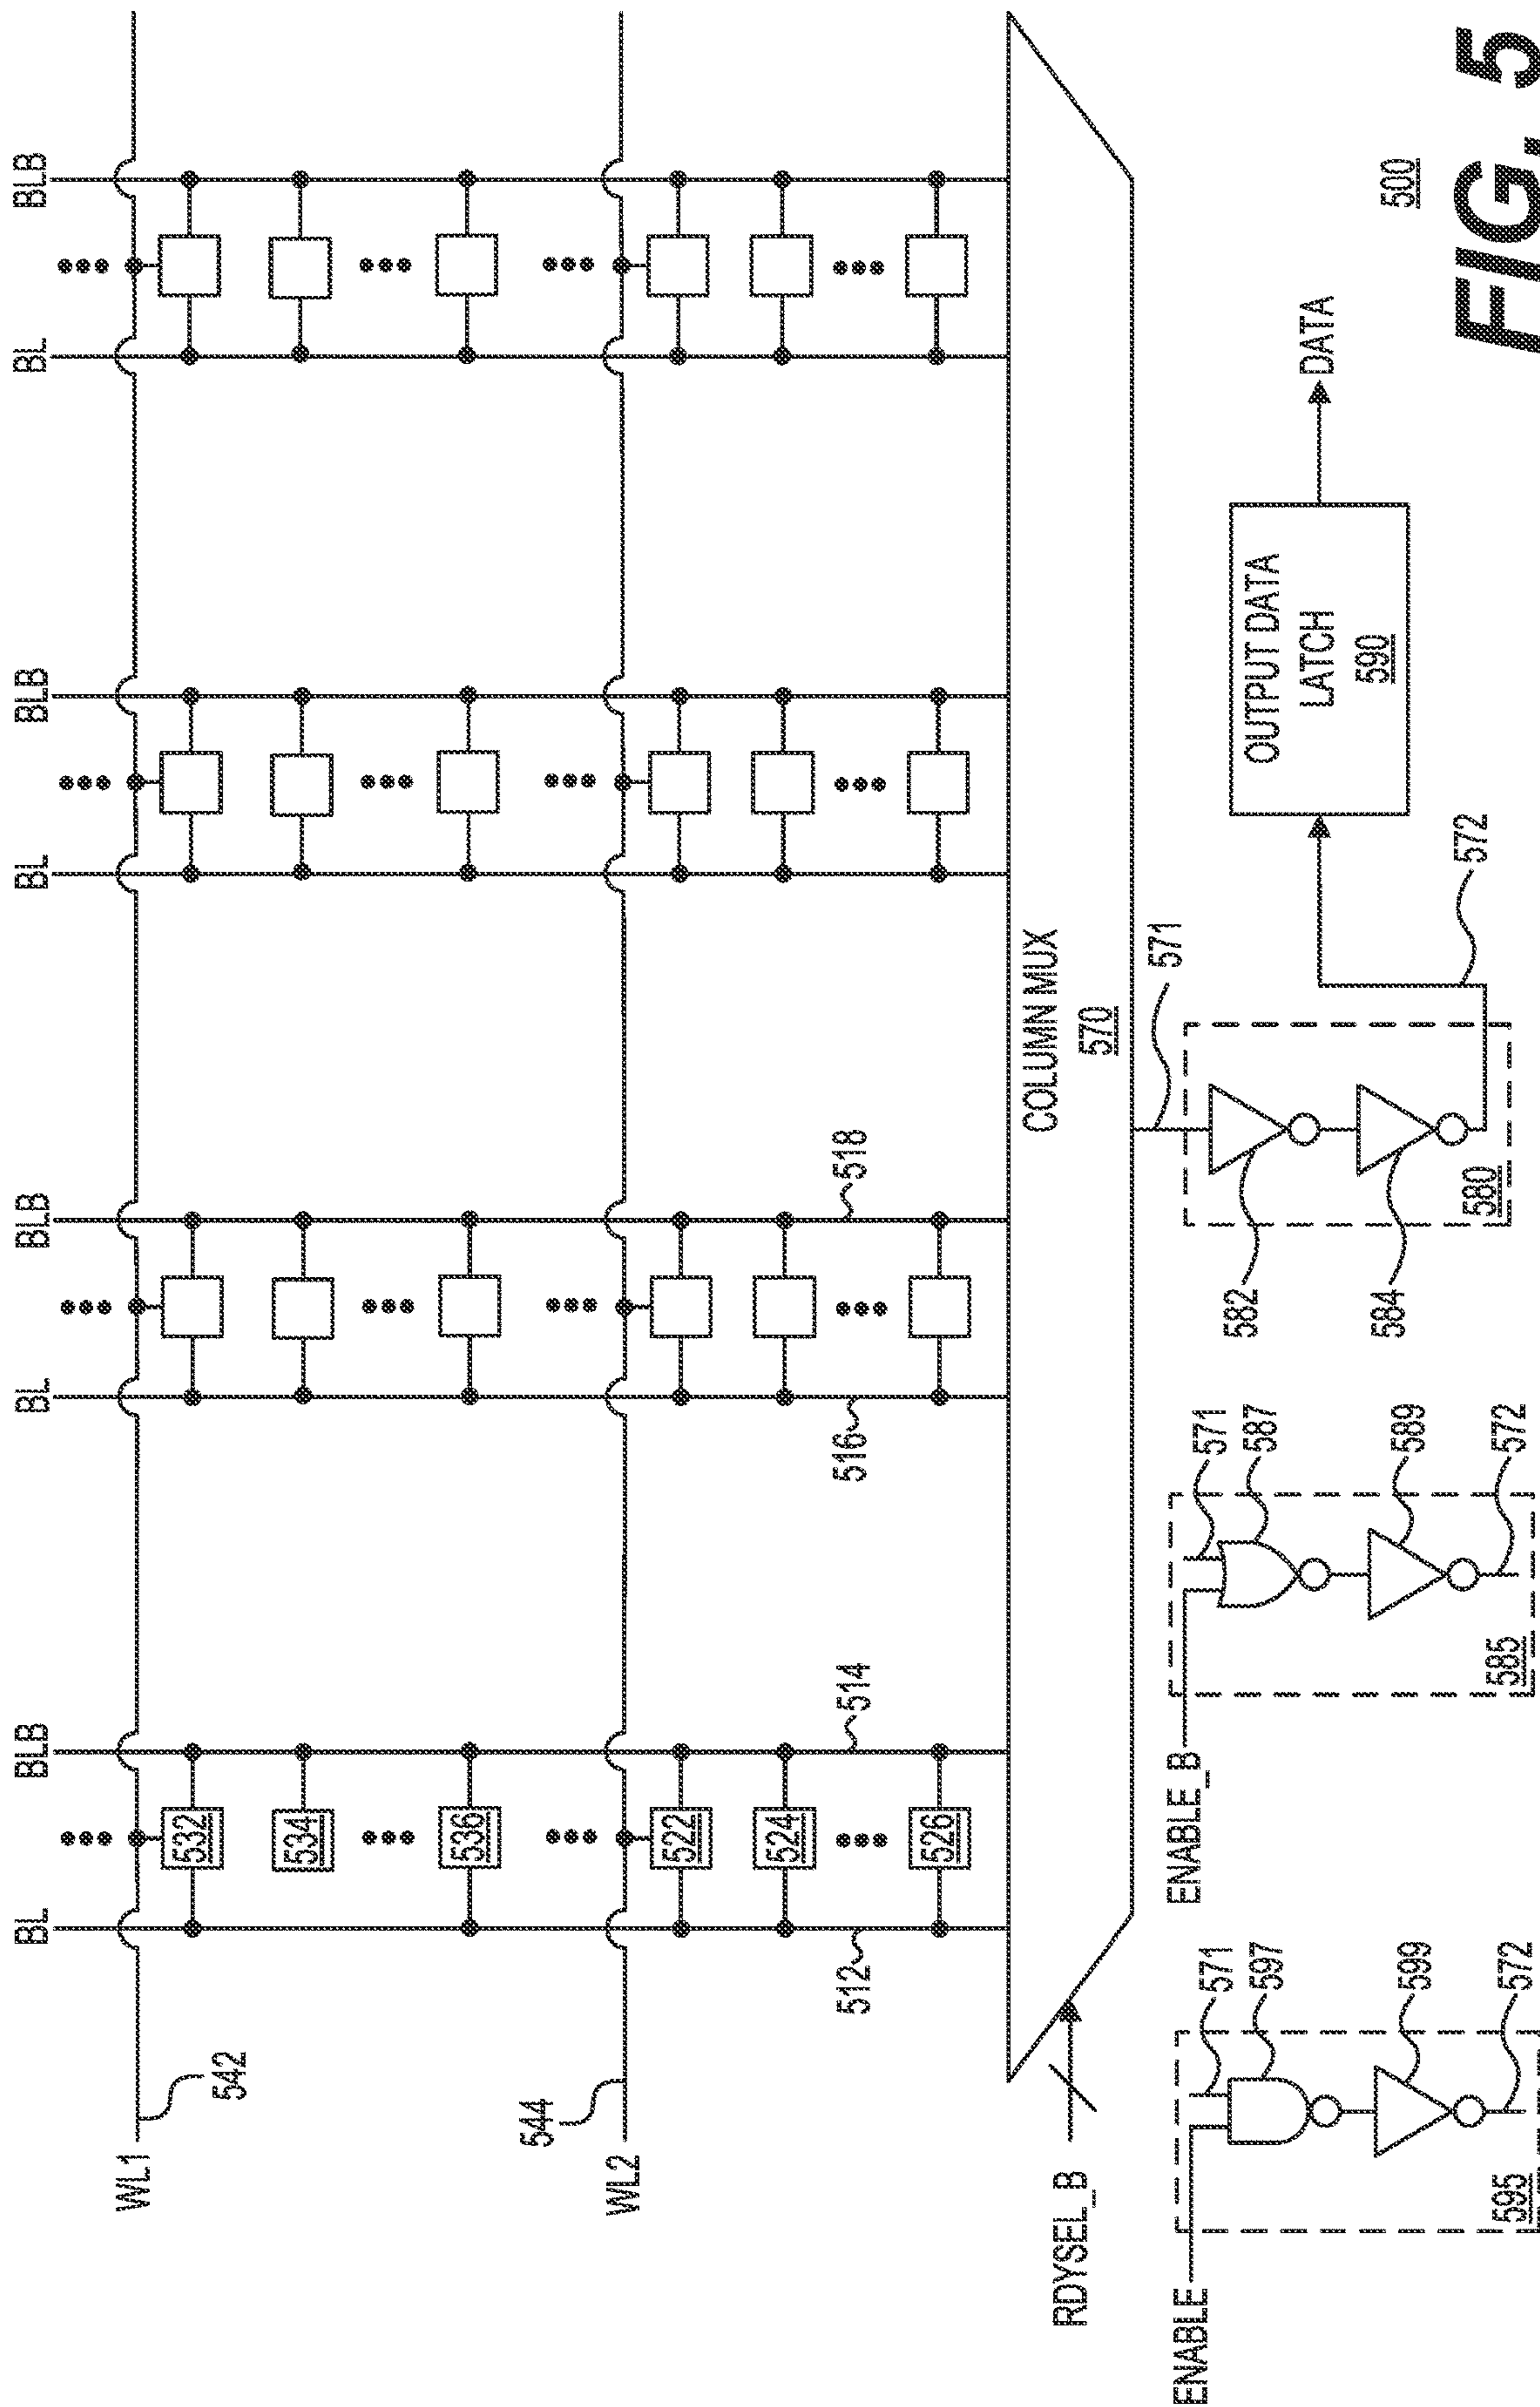 BL
BLB
BL
BLB
BL
BLB
BL
BLB
WL1
542
532
534
536
544
WL2
522
524
526
512
514
516
518
COLUMN MUX
570
RDYSEL_B
571
ENABLE
571
597
599
572
595
ENABLE_B
571
587
589
572
585
582
584
580
572
OUTPUT DATA
LATCH
590
DATA
500
FIG. 5